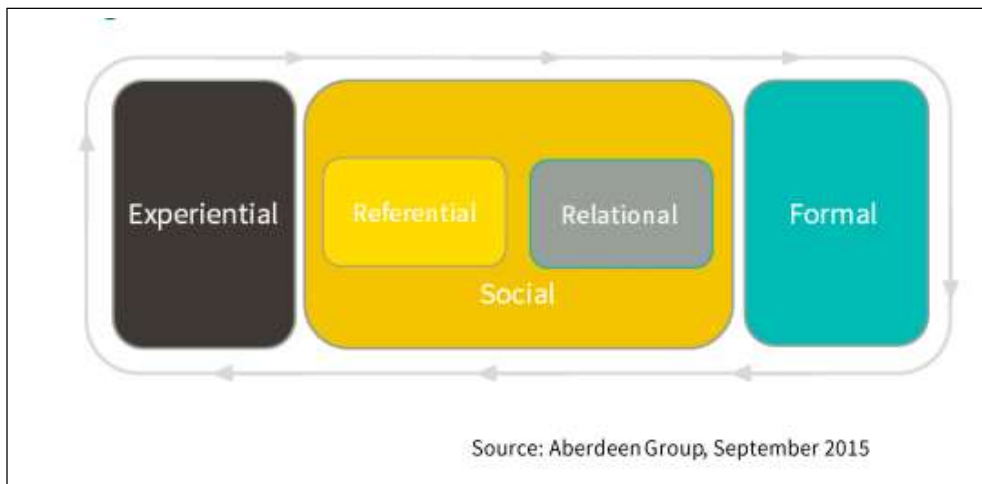 Experiential
Referential
Relational
Social
Formal
Source: Aberdeen Group, September 2015